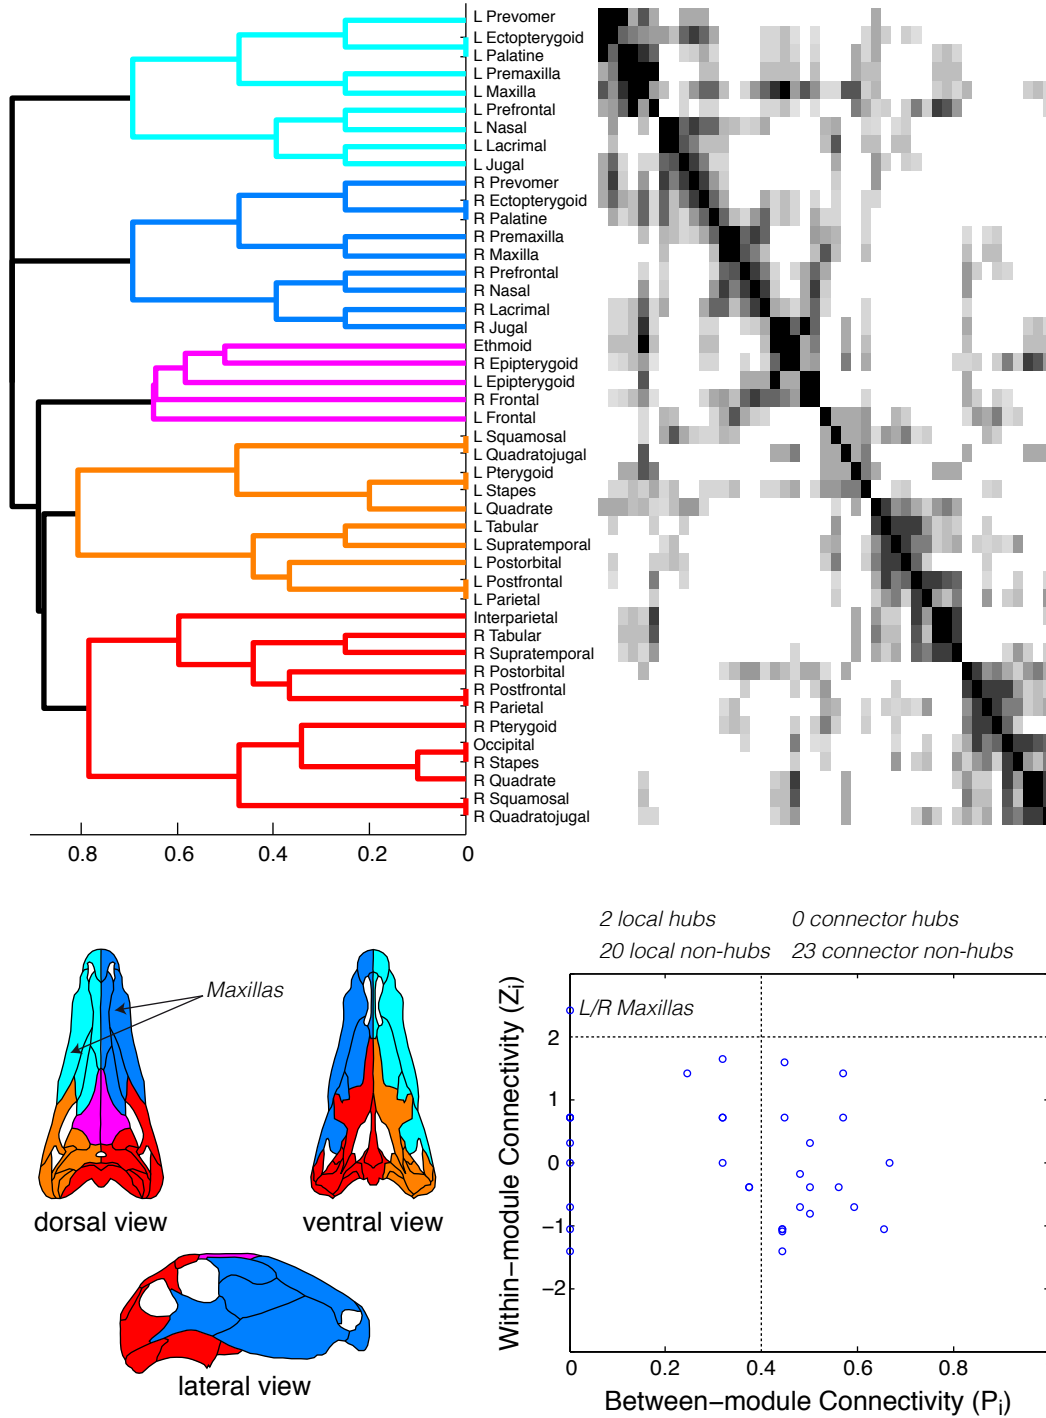 L Prevomer
L Ectopterygoid
L Palatine
L Premaxilla
L Maxilla
L Prefrontal
L Nasal
L Lacrimal
L Jugal
R Prevomer
R Ectopterygoid
R Palatine
R Premaxilla
R Maxilla
R Prefrontal
R Nasal
R Lacrimal
R Jugal
Ethmoid
R Epipterygoid
L Epipterygoid
R Frontal
L Frontal
L Squamosal
L Quadratojugal
L Pterygoid
L Stapes
L Quadrate
L Tabular
L Supratemporal
L Postorbital
L Postfrontal
L Parietal
Interparietal
R Tabular
R Supratemporal
R Postorbital
R Postfrontal
R Parietal
R Pterygoid
Occipital
R Stapes
R Quadrate
R Squamosal
R Quadratojugal
0.8 0.6 0.4 0.2 0
Maxillas
dorsal view
ventral view
lateral view
2 local hubs 0 connector hubs
20 local non-hubs 23 connector non-hubs
L/R Maxillas
2
1
0
−1
−2
Within−module Connectivity (Zi)
0 0.2 0.4 0.6 0.8
Between−module Connectivity (Pi)